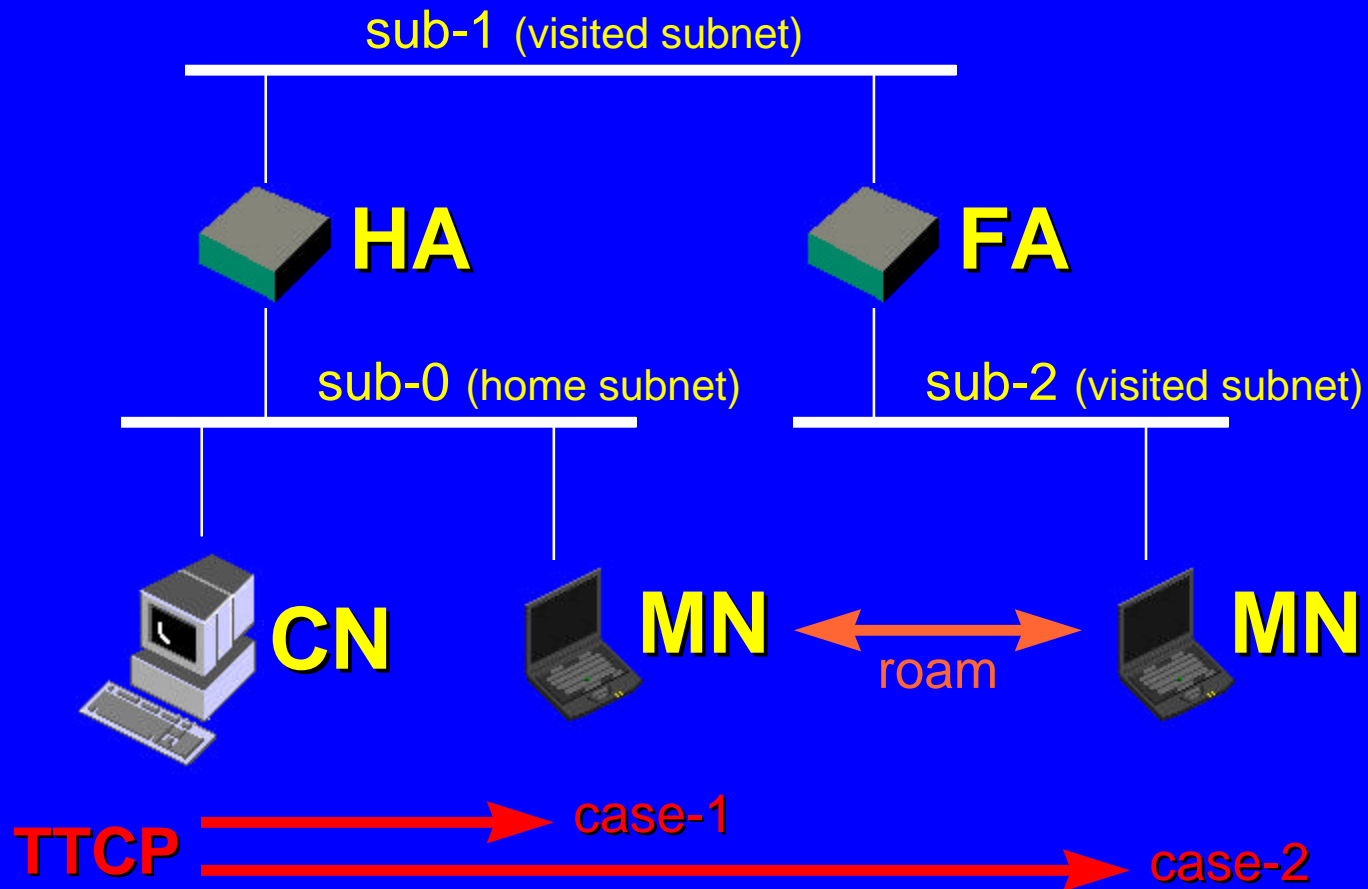 sub-1 (visited subnet)
HA
FA
sub-0 (home subnet)
sub-2 (visited subnet)
CN
MN
roam
MN
TTCP
case-1
case-2